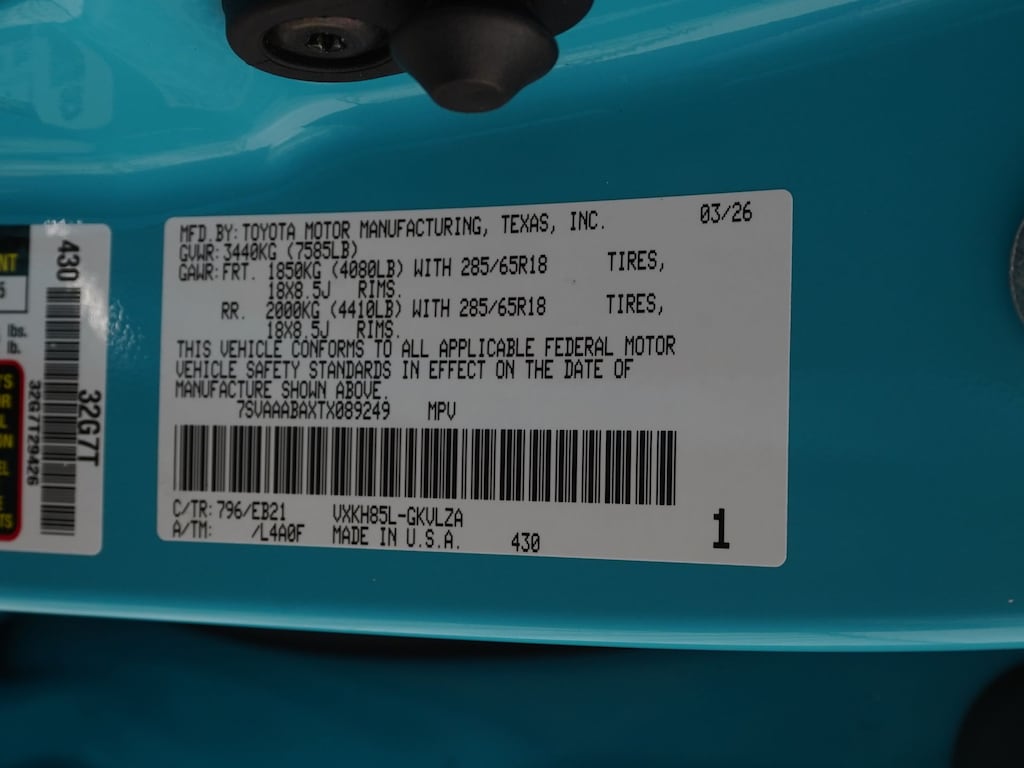 MFD.BY:TOYOTA MOTOR MANUFACTURING, TEXAS, INC. 03/26
GVWR:3440KG (7585LB)
GAWR:FRT. 1850KG (4080LB) WITH 285/65R18 TIRES,
18X8.5J RIMS.
RR. 2000KG (4410LB) WITH 285/65R18 TIRES,
18X8.5J RIMS.
THIS VEHICLE CONFORMS TO ALL APPLICABLE FEDERAL MOTOR
VEHICLE SAFETY STANDARDS IN EFFECT ON THE DATE OF
MANUFACTURE SHOWN ABOVE.
7SVAAABAXTX089249 MPV
C/TR:796/EB21 VXKH85L-GKVLZA
A/TM: /L4A0F MADE IN U.S.A. 430 1
430
32G7T
32G7T29426
lbs.
lb.